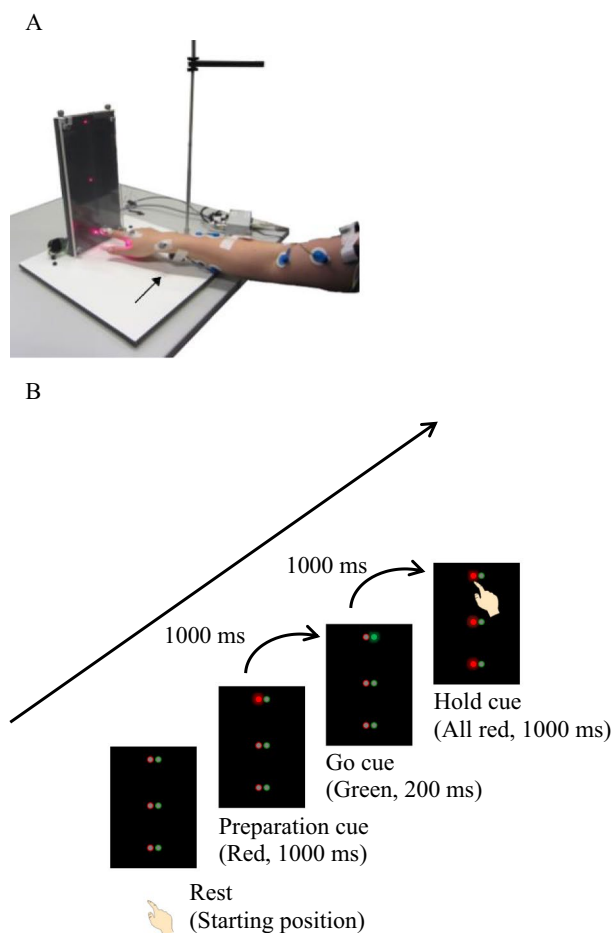 A
B
1000 ms
1000 ms
Hold cue
(All red, 1000 ms)
Go cue
(Green, 200 ms)
Preparation cue
(Red, 1000 ms)
Rest
(Starting position)